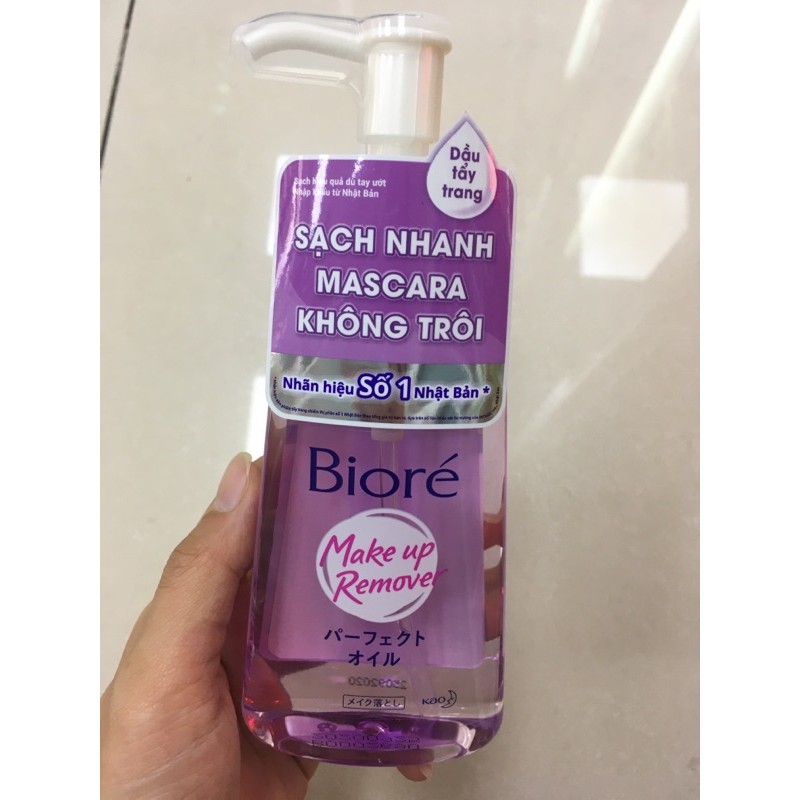 Dầu
tẩy
trang
Sạch hiệu quả dù tay ướt
Nhập khẩu từ Nhật Bản
SẠCH NHANH
MASCARA
KHÔNG TRÔI
Nhãn hiệu Số 1 Nhật Bản *
Bioré
Make up
Remover
パーフェクト
オイル
メイク落とし
Kao